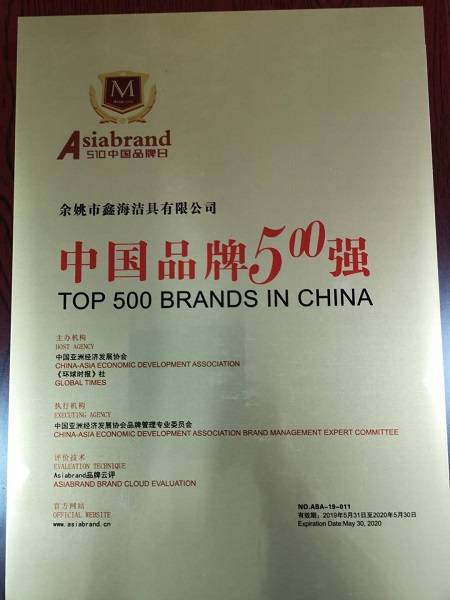 M
Asiabrand
510中国品牌日
余姚市鑫海洁具有限公司
中国品牌500强
TOP 500 BRANDS IN CHINA
主办机构
HOST AGENCY
中国亚洲经济发展协会
CHINA-ASIA ECONOMIC DEVELOPMENT ASSOCIATION
《环球时报》社
GLOBAL TIMES
执行机构
EXECUTING AGENCY
中国亚洲经济发展协会品牌管理专业委员会
CHINA-ASIA ECONOMIC DEVELOPMENT ASSOCIATION BRAND MANAGEMENT EXPERT COMMITTEE
评价技术
EVALUATION TECHNIQUE
Asiabrand品牌云评
ASIABRAND BRAND CLOUD EVALUATION
官方网站
OFFICIAL WEBSITE
www.asiabrand.cn
NO.ABA-19-011
有效期：2019年5月31日至2020年5月30日
Expiration Date:May 30, 2020